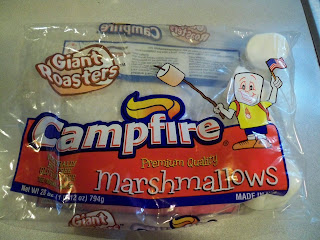 Campfire
Giant
Roasters
Campfire®
Premium Quality
Marshmallows
Net Wt 28 oz (1 lb 12 oz) 794g
MADE IN
Giant